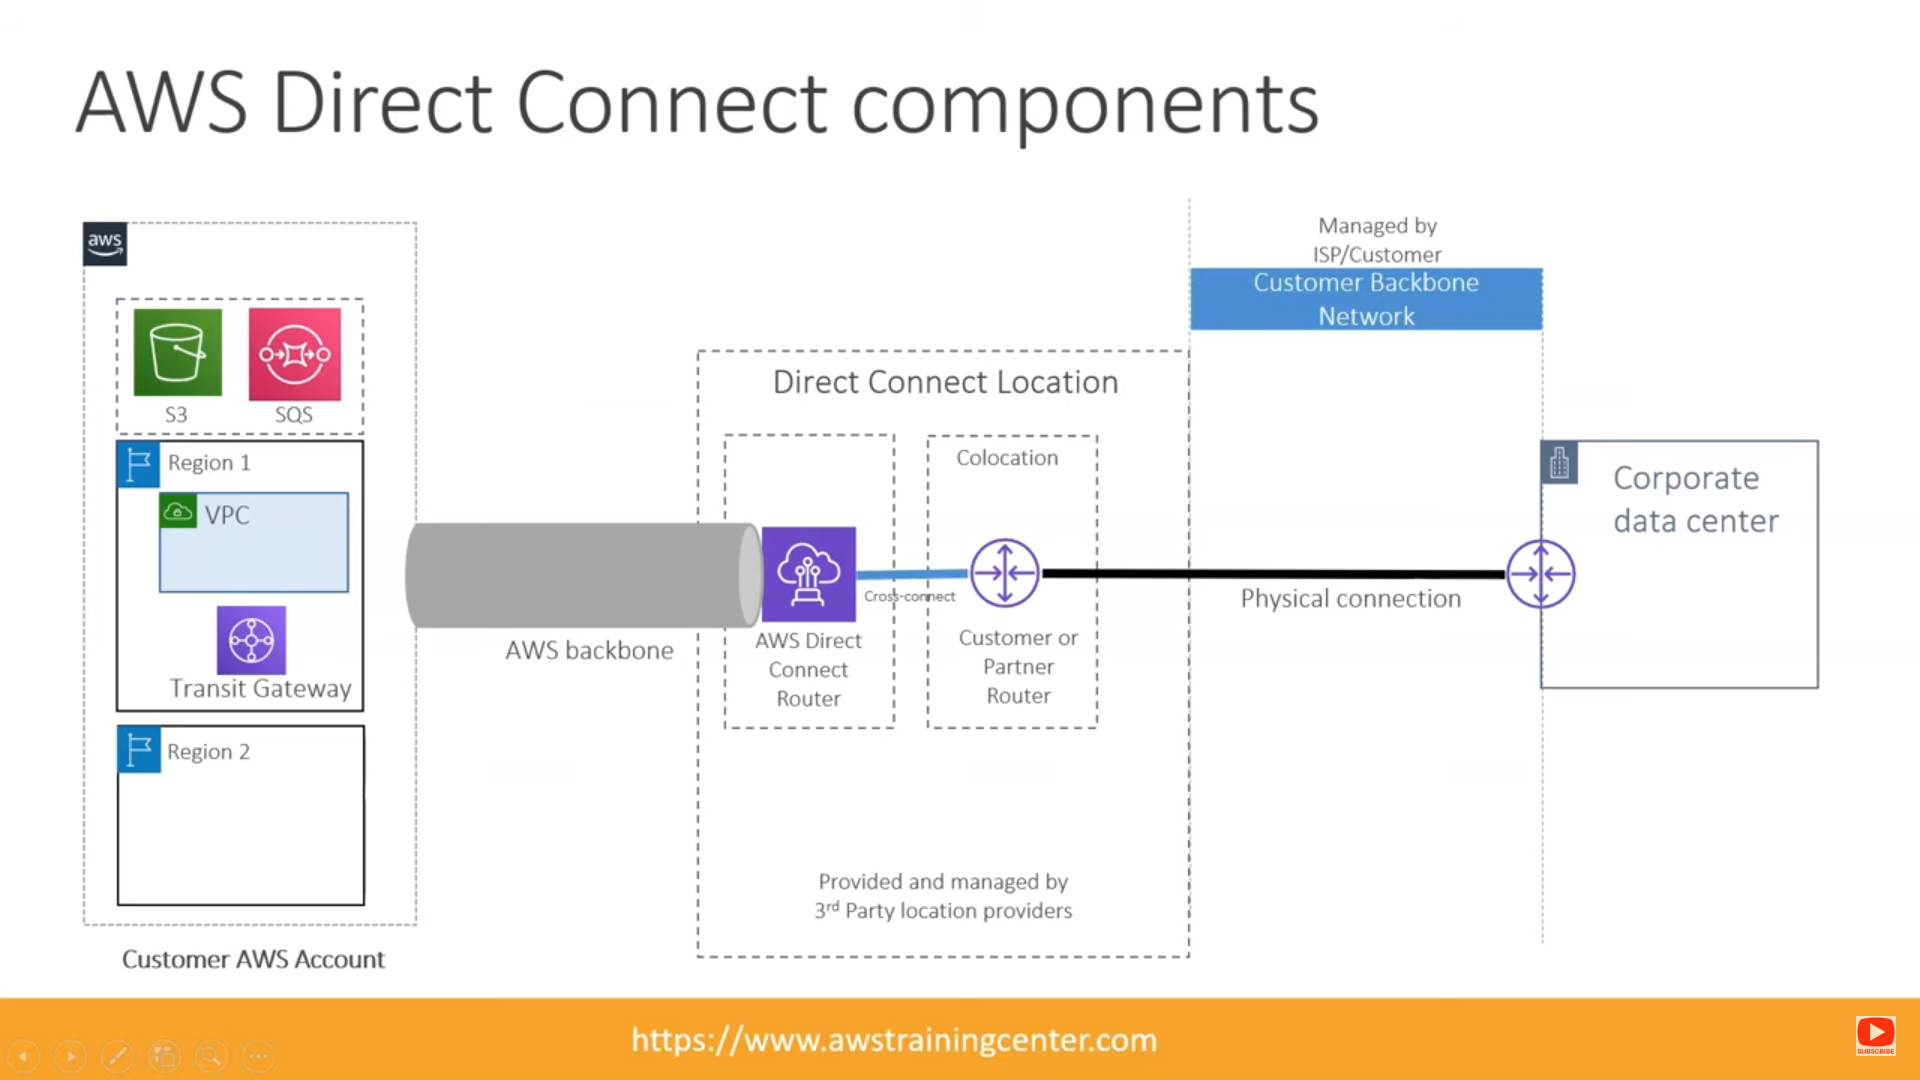 AWS Direct Connect components
aws
S3
SQS
Region 1
VPC
Transit Gateway
Region 2
Customer AWS Account
AWS backbone
Direct Connect Location
AWS Direct
Connect
Router
Cross-connect
Colocation
Customer or
Partner
Router
Provided and managed by
3rd Party location providers
Managed by
ISP/Customer
Customer Backbone
Network
Physical connection
Corporate
data center
https://www.awstrainingcenter.com
SUBSCRIBE